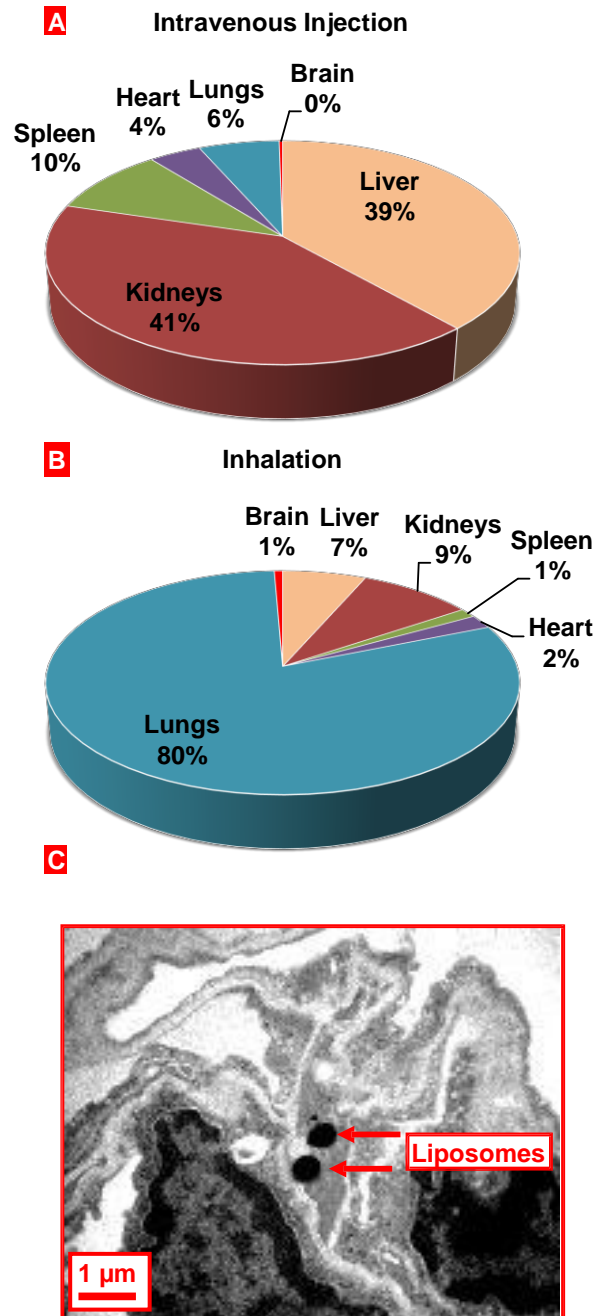 A
Intravenous Injection
Brain
0%
Lungs
6%
Heart
4%
Spleen
10%
Liver
39%
Kidneys
41%
B
Inhalation
Brain
1%
Liver
7%
Kidneys
9%
Spleen
1%
Heart
2%
Lungs
80%
C
Liposomes
1 µm